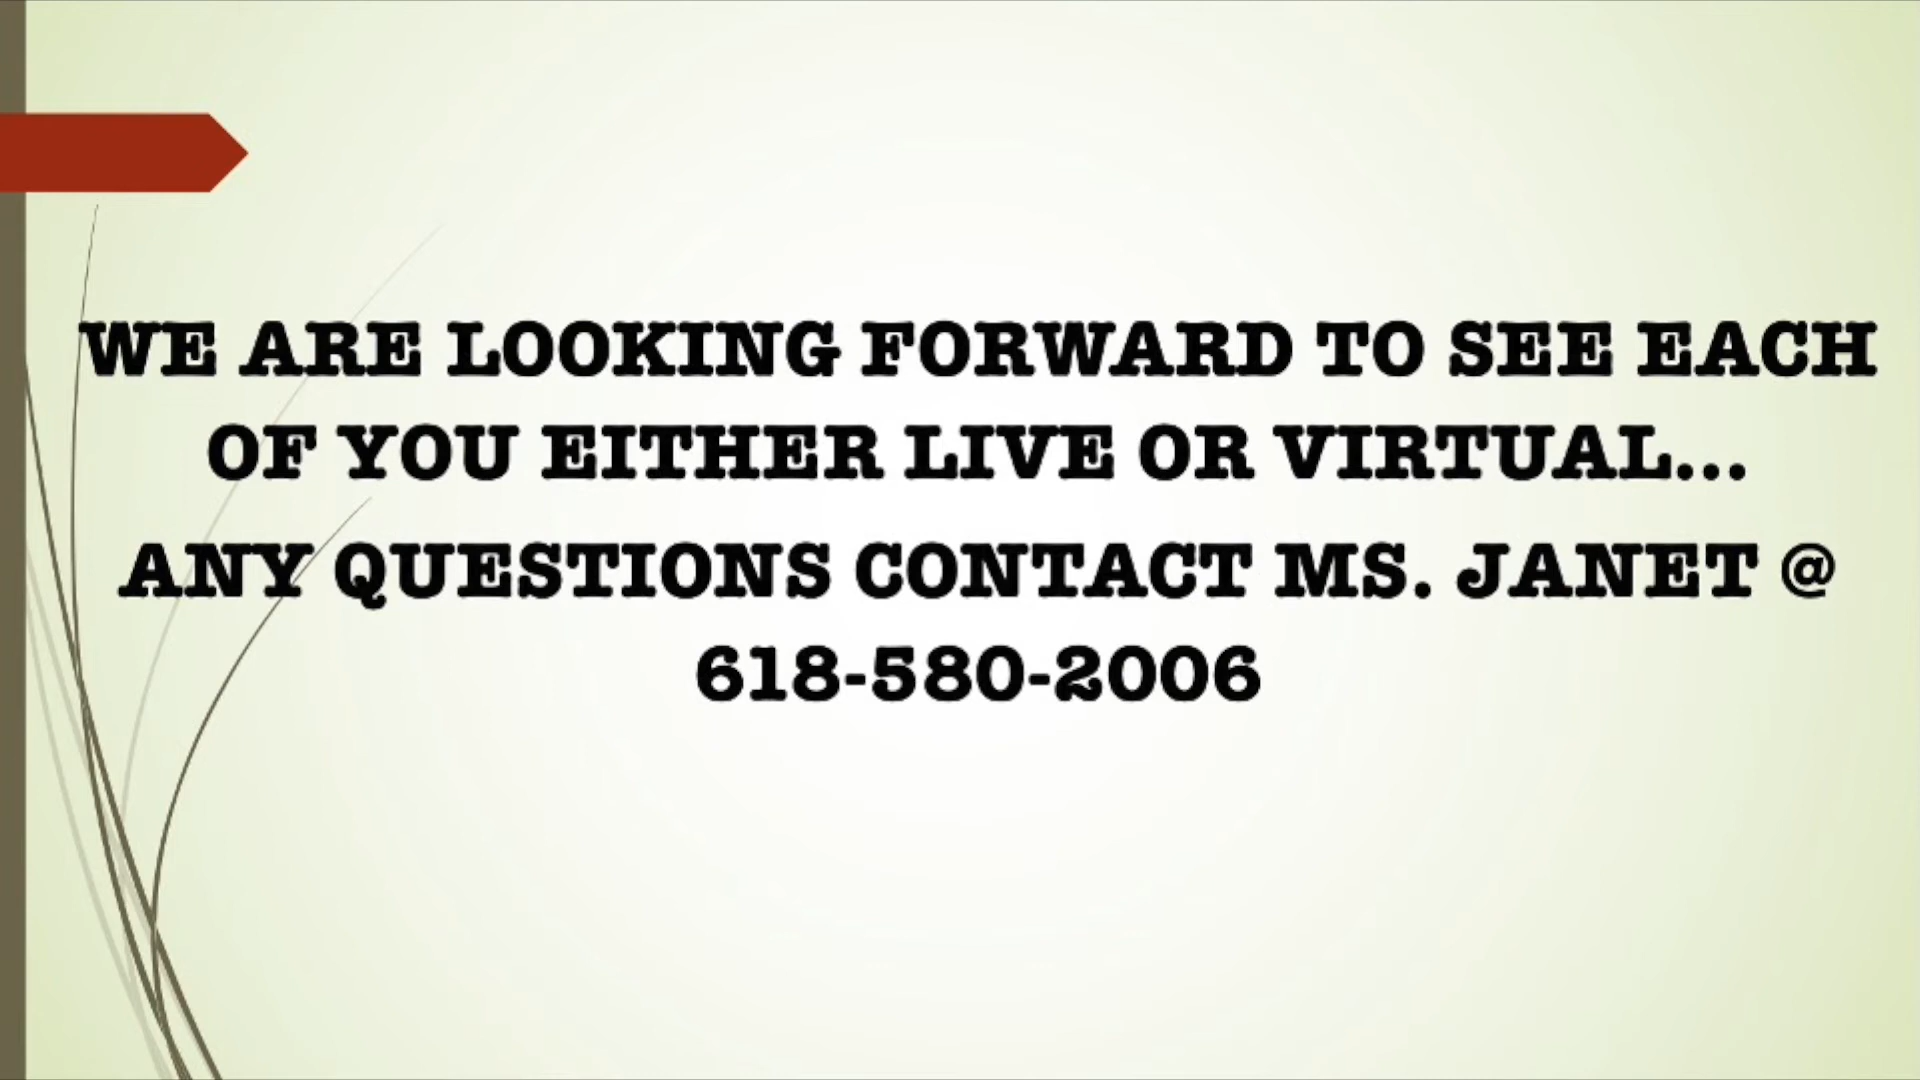 WE ARE LOOKING FORWARD TO SEE EACH
OF YOU EITHER LIVE OR VIRTUAL...
ANY QUESTIONS CONTACT MS. JANET @
618-580-2006